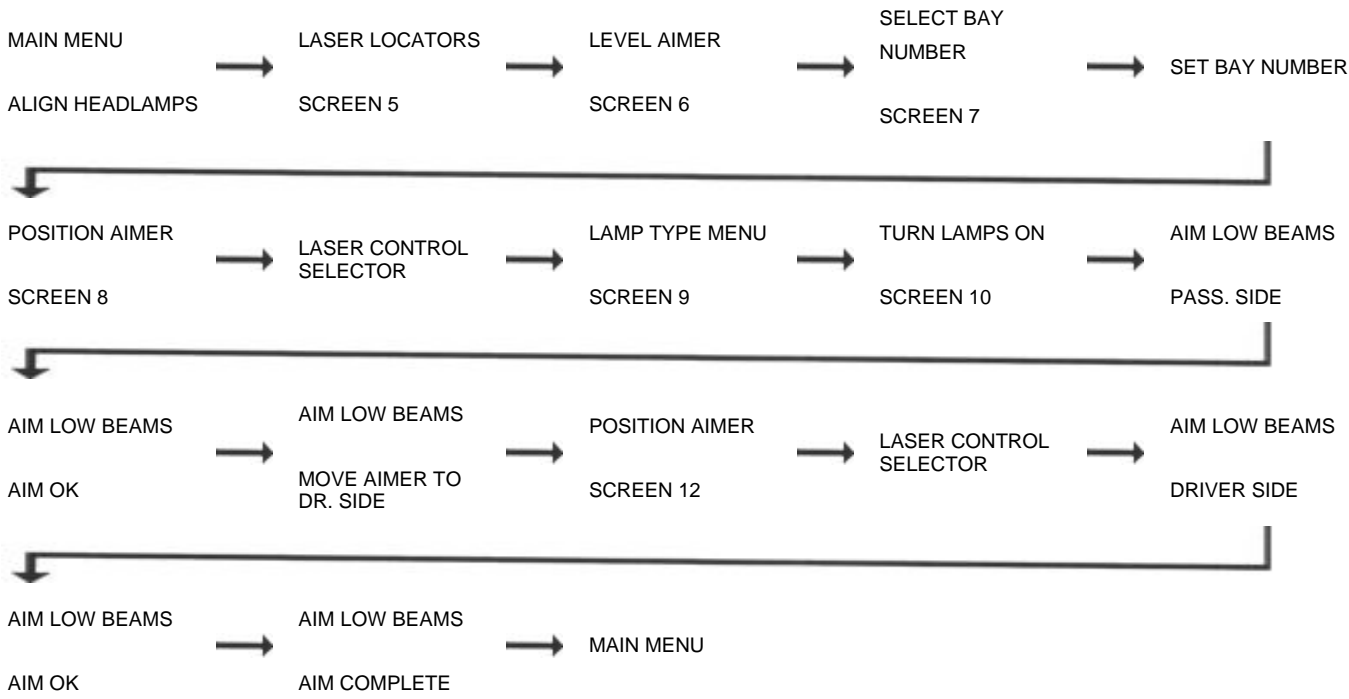 MAIN MENU
ALIGN HEADLAMPS
LASER LOCATORS
SCREEN 5
LEVEL AIMER
SCREEN 6
SELECT BAY
NUMBER
SCREEN 7
SET BAY NUMBER
POSITION AIMER
SCREEN 8
LASER CONTROL
SELECTOR
LAMP TYPE MENU
SCREEN 9
TURN LAMPS ON
SCREEN 10
AIM LOW BEAMS
PASS. SIDE
AIM LOW BEAMS
AIM OK
AIM LOW BEAMS
MOVE AIMER TO
DR. SIDE
POSITION AIMER
SCREEN 12
LASER CONTROL
SELECTOR
AIM LOW BEAMS
DRIVER SIDE
AIM LOW BEAMS
AIM OK
AIM LOW BEAMS
AIM COMPLETE
MAIN MENU